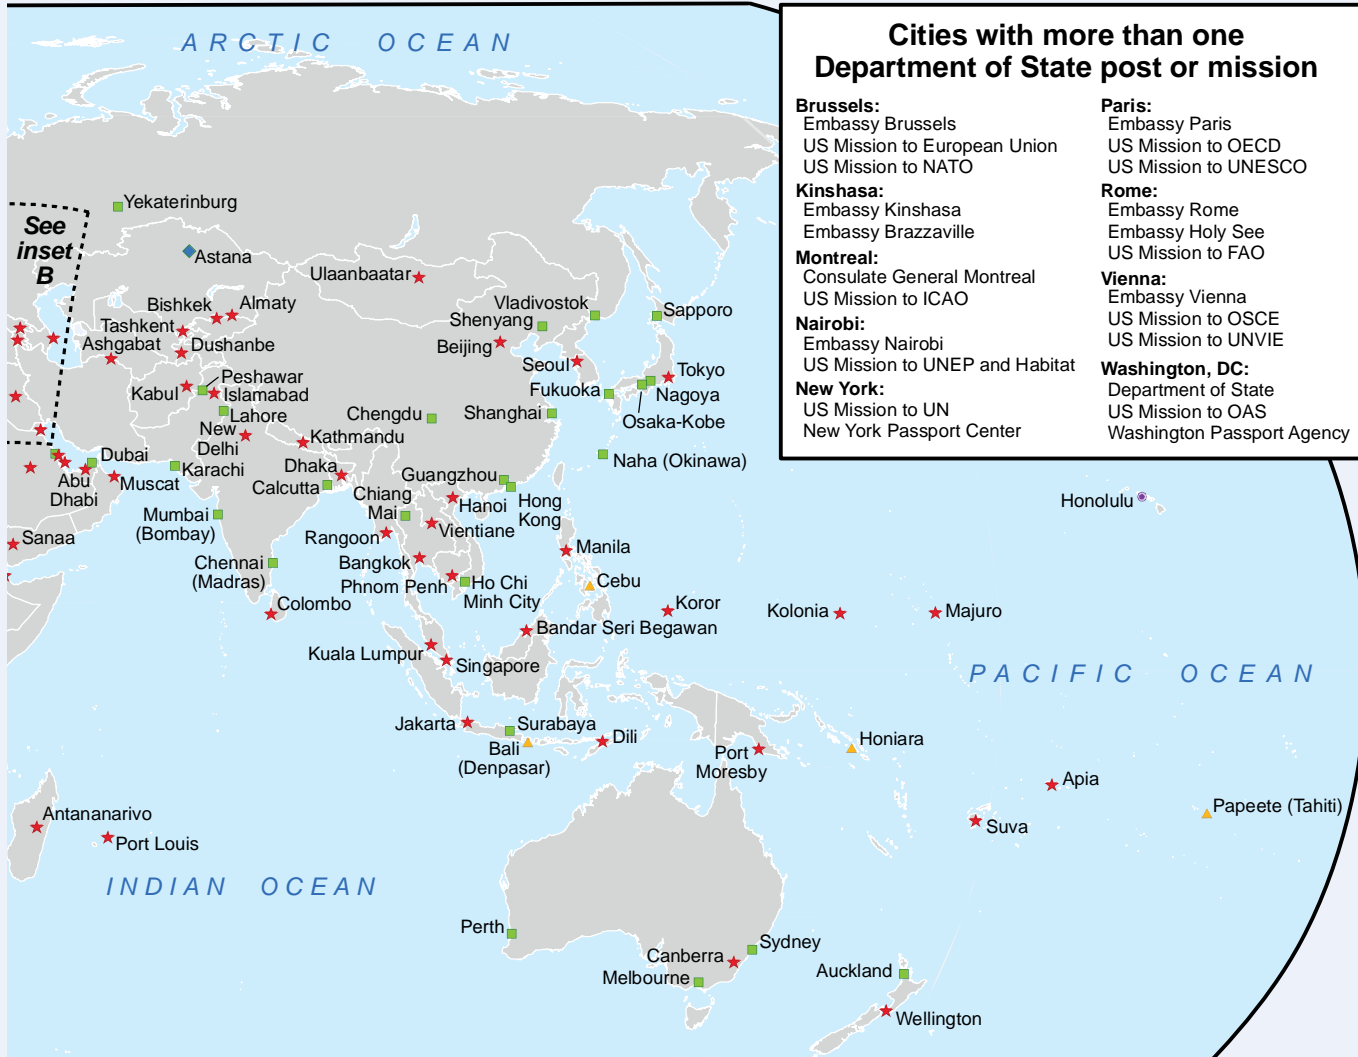 ARCTIC OCEAN
Cities with more than one
Department of State post or mission
Brussels:
Embassy Brussels
US Mission to European Union
US Mission to NATO
Kinshasa:
Embassy Kinshasa
Embassy Brazzaville
Montreal:
Consulate General Montreal
US Mission to ICAO
Nairobi:
Embassy Nairobi
US Mission to UNEP and Habitat
New York:
US Mission to UN
New York Passport Center
Paris:
Embassy Paris
US Mission to OECD
US Mission to UNESCO
Rome:
Embassy Rome
Embassy Holy See
US Mission to FAO
Vienna:
Embassy Vienna
US Mission to OSCE
US Mission to UNVIE
Washington, DC:
Department of State
US Mission to OAS
Washington Passport Agency
Yekaterinburg
See
inset
B
Astana
Ulaanbaatar
Bishkek
Almaty
Vladivostok
Sapporo
Tashkent
Shenyang
Ashgabat
Dushanbe
Beijing
Seoul
Tokyo
Peshawar
Kabul
Islamabad
Fukuoka
Nagoya
Lahore
Chengdu
Shanghai
Osaka-Kobe
New
Delhi
Kathmandu
Dubai
Karachi
Naha (Okinawa)
Abu
Dhabi
Muscat
Dhaka
Calcutta
Guangzhou
Chiang
Mai
Hanoi
Hong
Kong
Honolulu
Mumbai
(Bombay)
Sanaa
Rangoon
Vientiane
Manila
Chennai
(Madras)
Bangkok
Phnom Penh
Ho Chi
Minh City
Cebu
Colombo
Koror
Kolonia
Majuro
Bandar Seri Begawan
Kuala Lumpur
Singapore
PACIFIC OCEAN
Jakarta
Surabaya
Dili
Bali
(Denpasar)
Port
Moresby
Honiara
Apia
Antananarivo
Port Louis
Suva
Papeete (Tahiti)
INDIAN OCEAN
Perth
Sydney
Canberra
Melbourne
Auckland
Wellington